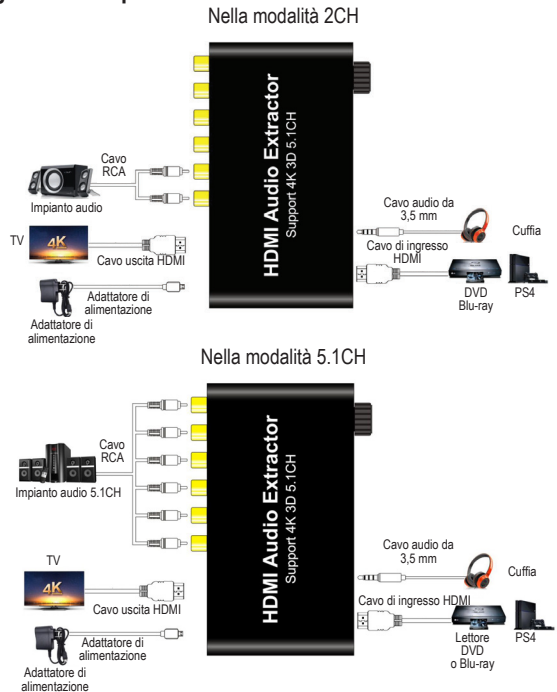 Nella modalità 2CH
Cavo
RCA
Impianto audio
TV
4K
Cavo uscita HDMI
Adattatore di
alimentazione
Adattatore di
alimentazione
HDMI Audio Extractor
Support 4K 3D 5.1CH
Cavo audio da
3,5 mm
Cuffia
Cavo di ingresso
HDMI
DVD
Blu-ray
PS4
Nella modalità 5.1CH
Cavo
RCA
Impianto audio 5.1CH
TV
4K
Cavo uscita HDMI
Adattatore di
alimentazione
Adattatore di
alimentazione
HDMI Audio Extractor
Support 4K 3D 5.1CH
Cavo audio da
3,5 mm
Cuffia
Cavo di ingresso HDMI
Lettore
DVD
o Blu-ray
PS4